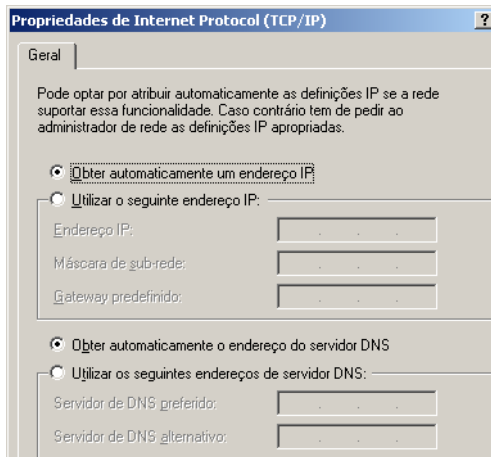 Propriedades de Internet Protocol (TCP/IP)
?
Geral
Pode optar por atribuir automaticamente as definições IP se a rede
suportar essa funcionalidade. Caso contrário tem de pedir ao
administrador de rede as definições IP apropriadas.
Obter automaticamente um endereço IP
Utilizar o seguinte endereço IP:
Endereço IP:
Máscara de sub-rede:
Gateway predefinido:
Obter automaticamente o endereço do servidor DNS
Utilizar os seguintes endereços de servidor DNS:
Servidor de DNS preferido:
Servidor de DNS alternativo: